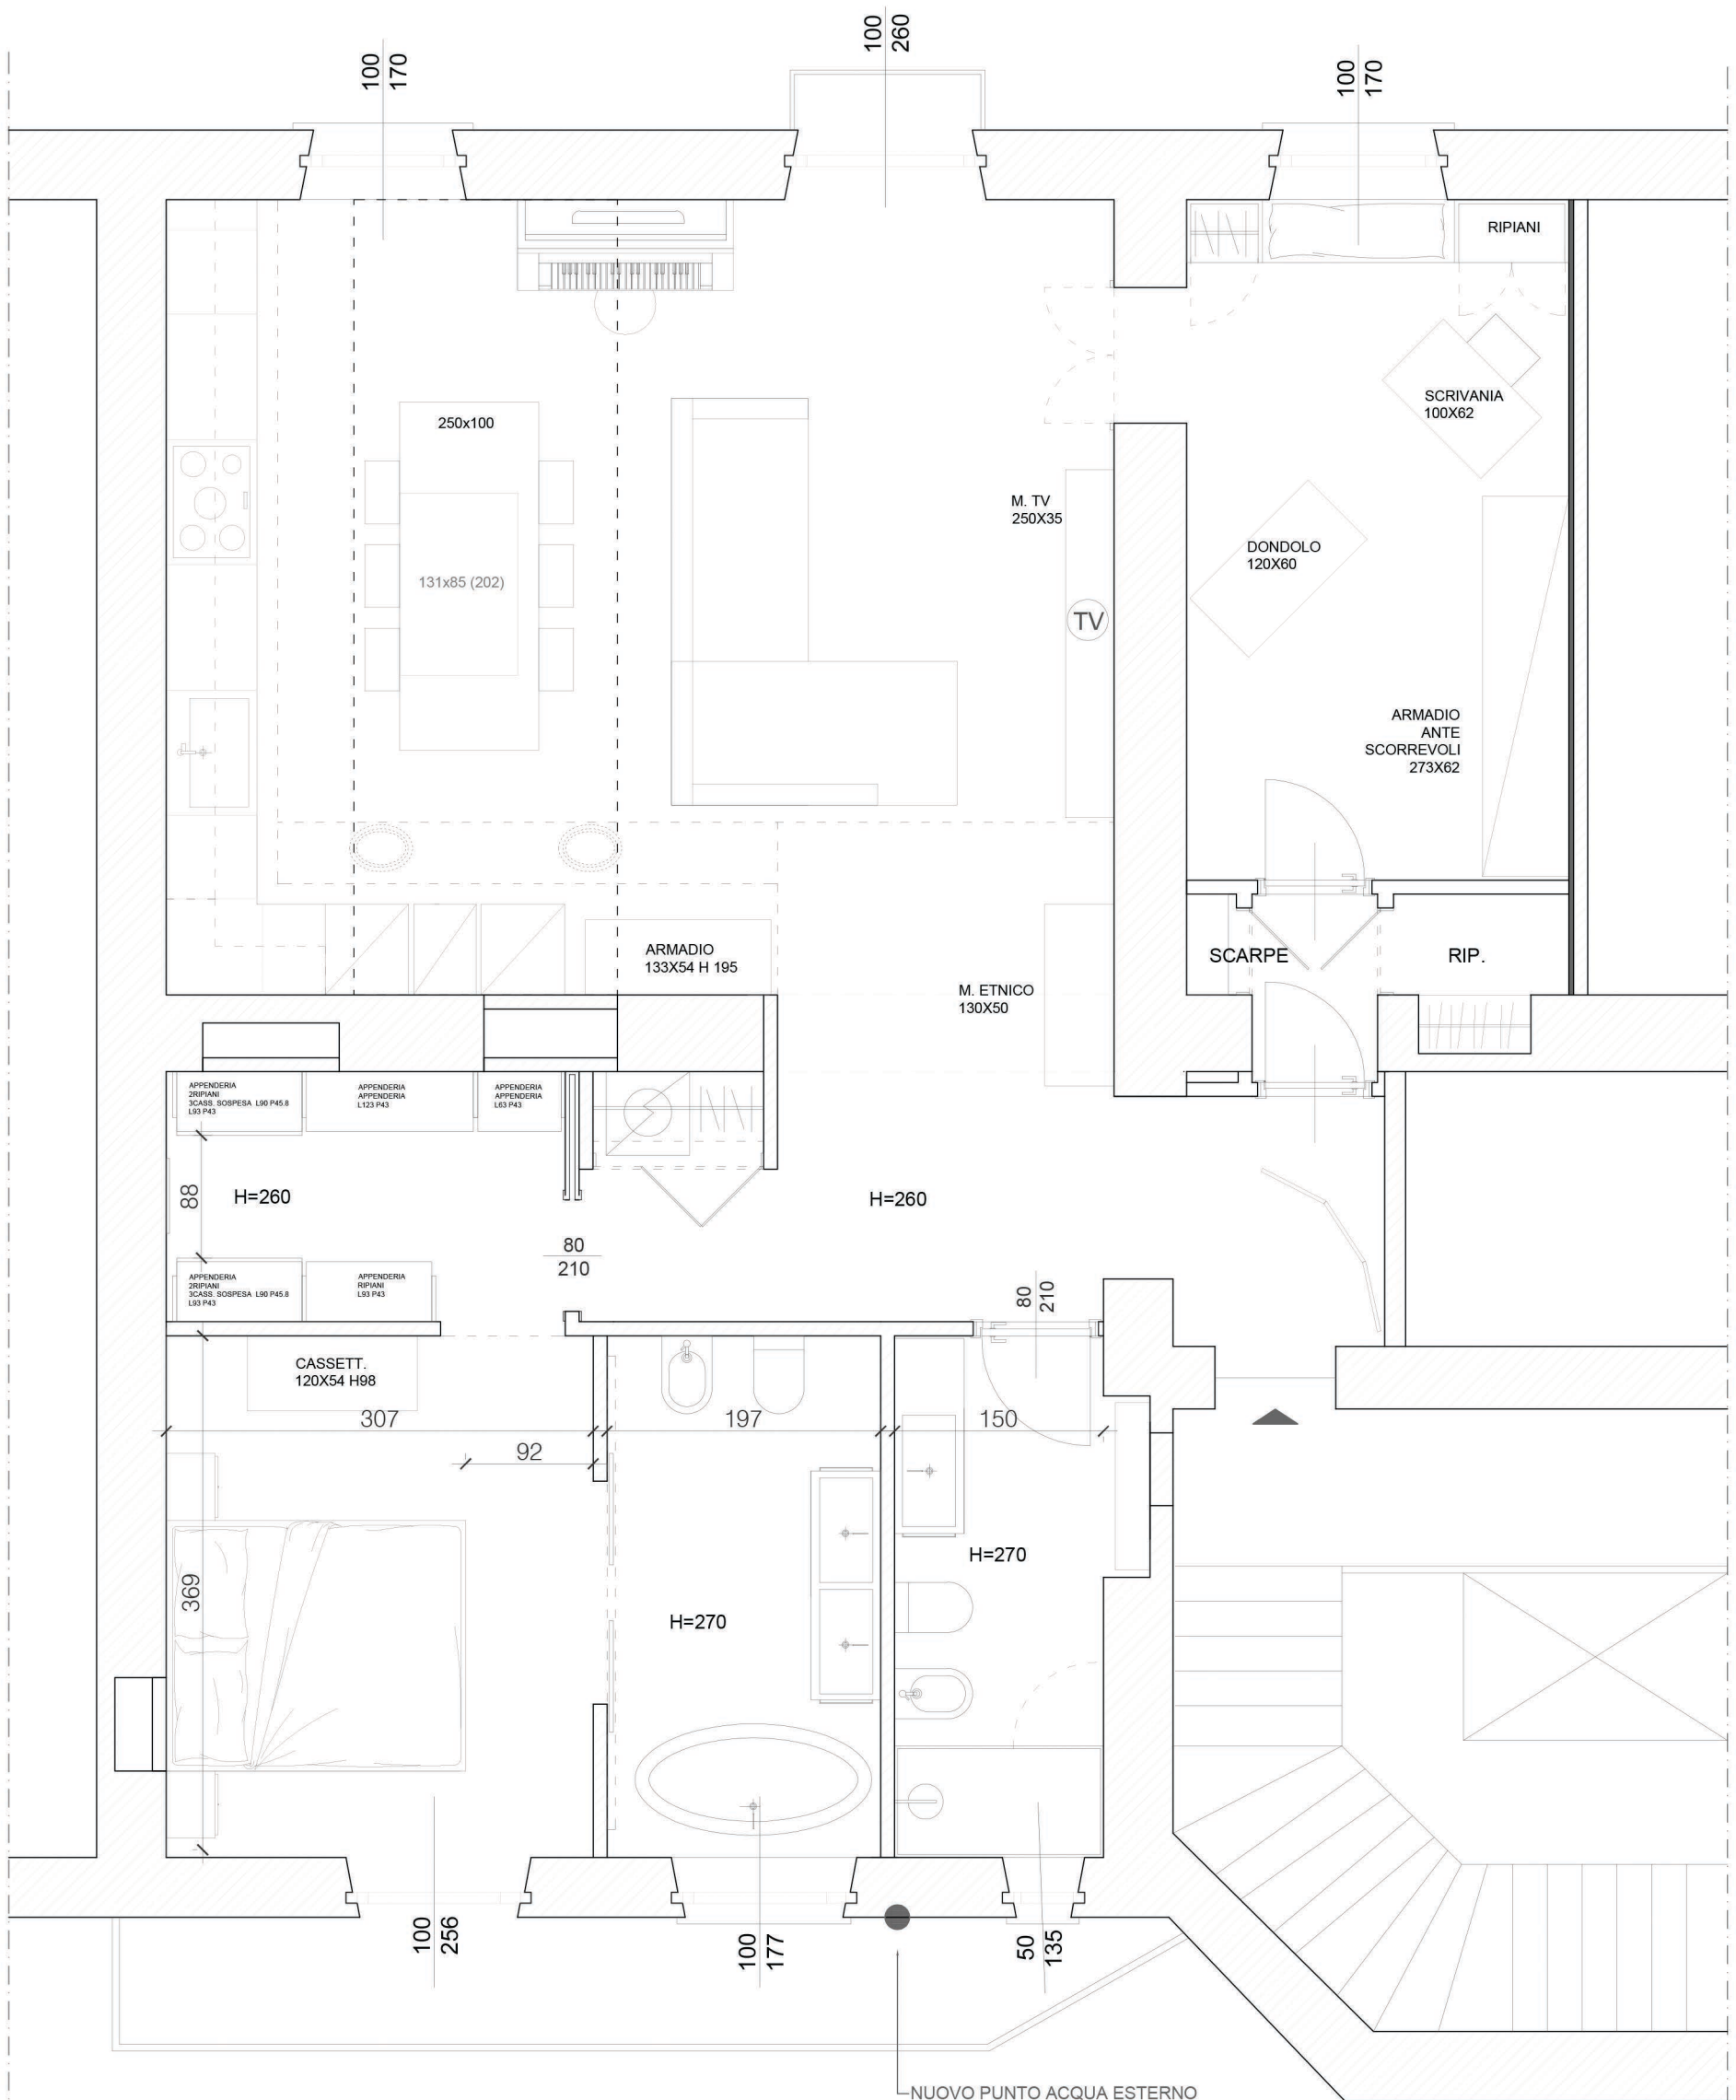 100
170
100
260
100
170
RIPIANI
250x100
SCRIVANIA
100X62
M. TV
250X35
DONDOLO
120X60
131x85 (202)
TV
ARMADIO
ANTE
SCORREVOLI
273X62
ARMADIO
133X54 H 195
SCARPE
RIP.
M. ETNICO
130X50
APPENDERIA
2RIPIANI
3CASS. SOSPESA L90 P45.8
L93 P43
APPENDERIA
APPENDERIA
L123 P43
APPENDERIA
APPENDERIA
L63 P43
88
H=260
H=260
80
210
APPENDERIA
2RIPIANI
3CASS. SOSPESA L90 P45.8
L93 P43
APPENDERIA
RIPIANI
L93 P43
80
210
CASSETT.
120X54 H98
307
197
150
92
H=270
369
H=270
100
256
100
177
50
135
NUOVO PUNTO ACQUA ESTERNO